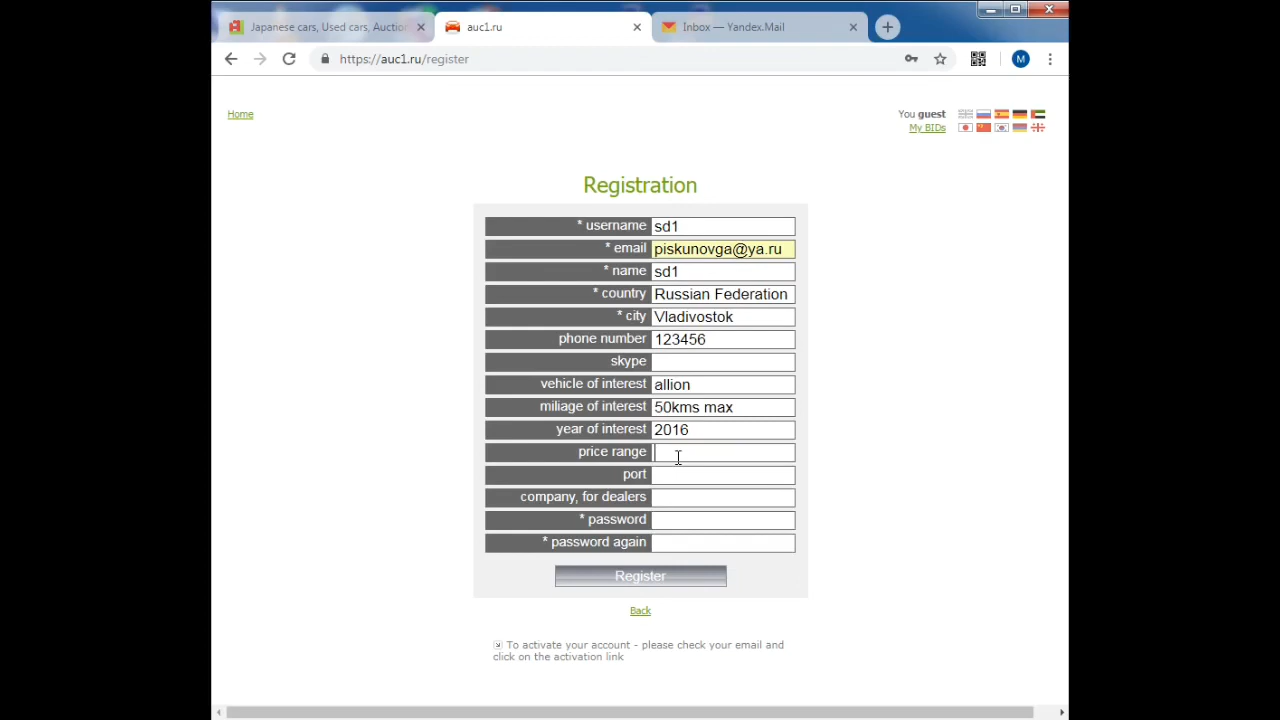 Japanese cars, Used cars, Auctio
auc1.ru
Inbox — Yandex.Mail
https://auc1.ru/register
M
Home
You guest
My BIDs
Registration
* username sd1
* email piskunovga@ya.ru
* name sd1
* country Russian Federation
* city Vladivostok
phone number 123456
skype
vehicle of interest allion
miliage of interest 50kms max
year of interest 2016
price range
port
company, for dealers
* password
* password again
Register
Back
To activate your account - please check your email and
click on the activation link